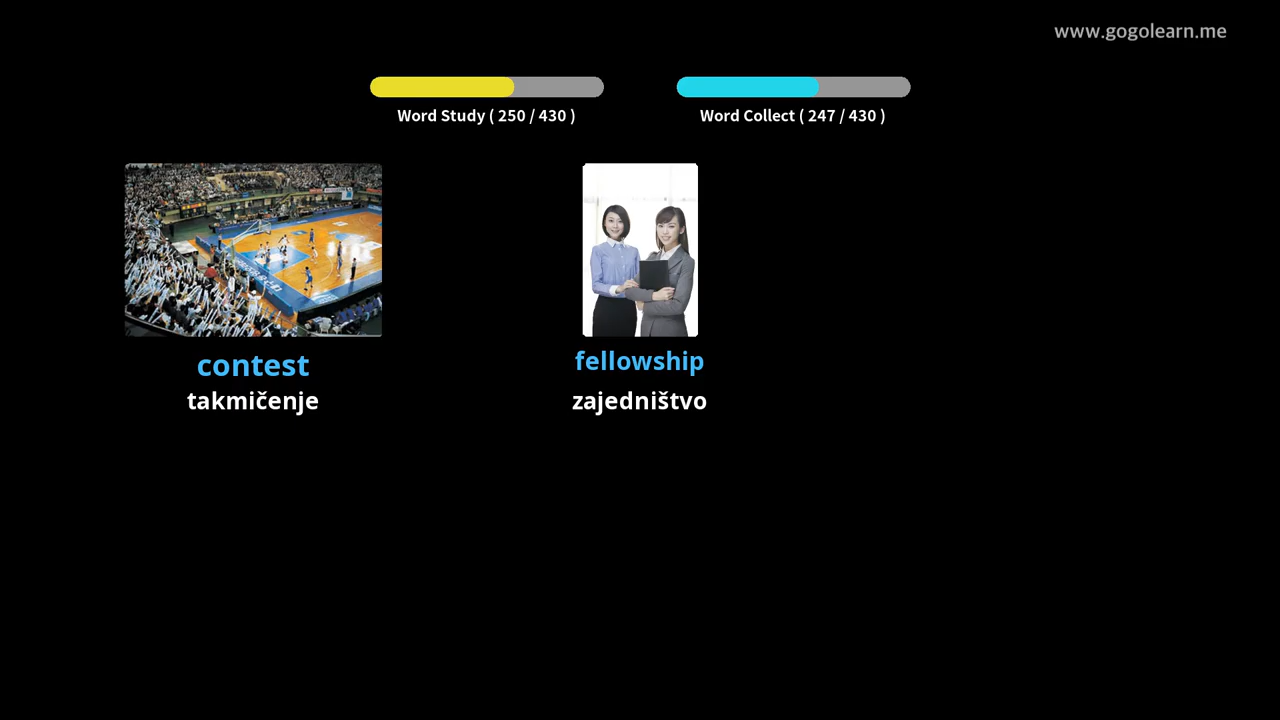 www.gogolearn.me
Word Study ( 250 / 430 )
Word Collect ( 247 / 430 )
contest
fellowship
takmičenje
zajedništvo